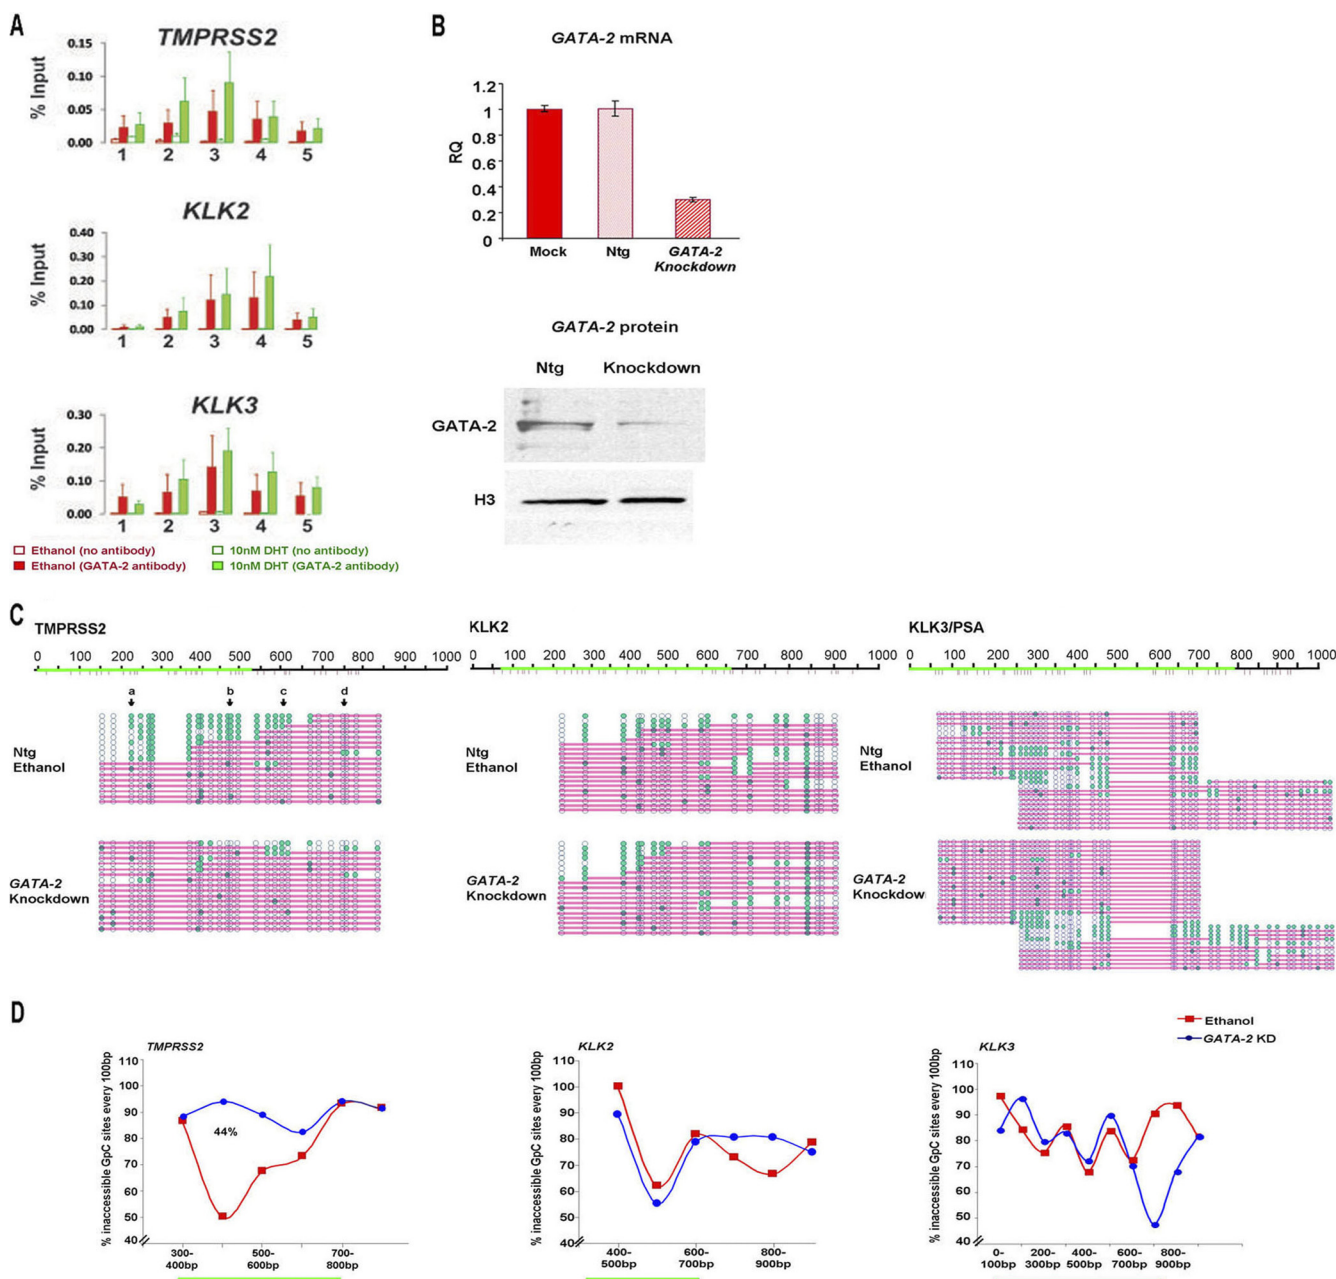 A
TMPRSS2
% Input
0.15
0.10
0.05
0.00
1 2 3 4 5
KLK2
% Input
0.40
0.30
0.20
0.10
0.00
1 2 3 4 5
KLK3
% Input
0.30
0.20
0.10
0.00
1 2 3 4 5
Ethanol (no antibody)
10nM DHT (no antibody)
Ethanol (GATA-2 antibody)
10nM DHT (GATA-2 antibody)
B
GATA-2 mRNA
RQ
1.2
1
0.8
0.6
0.4
0.2
0
Mock Ntg GATA-2
Knockdown
GATA-2 protein
Ntg Knockdown
GATA-2
H3
C
TMPRSS2
0 100 200 300 400 500 600 700 800 900 1000
a b c d
Ntg
Ethanol
GATA-2
Knockdown
KLK2
0 100 200 300 400 500 600 700 800 900 1000
Ntg
Ethanol
GATA-2
Knockdown
KLK3/PSA
0 100 200 300 400 500 600 700 800 900 1000
Ntg
Ethanol
GATA-2
Knockdown
D
Ethanol
GATA-2 KD
TMPRSS2
% inaccessible GpC sites every 100bp
110
100
90
80
70
60
50
40
44%
300-
400bp
500-
600bp
700-
800bp
KLK2
% inaccessible GpC sites every 100bp
110
100
90
80
70
60
50
40
400-
500bp
600-
700bp
800-
900bp
KLK3
% inaccessible GpC sites every 100bp
110
100
90
80
70
60
50
40
0-
100bp
200-
300bp
400-
500bp
600-
700bp
800-
900bp